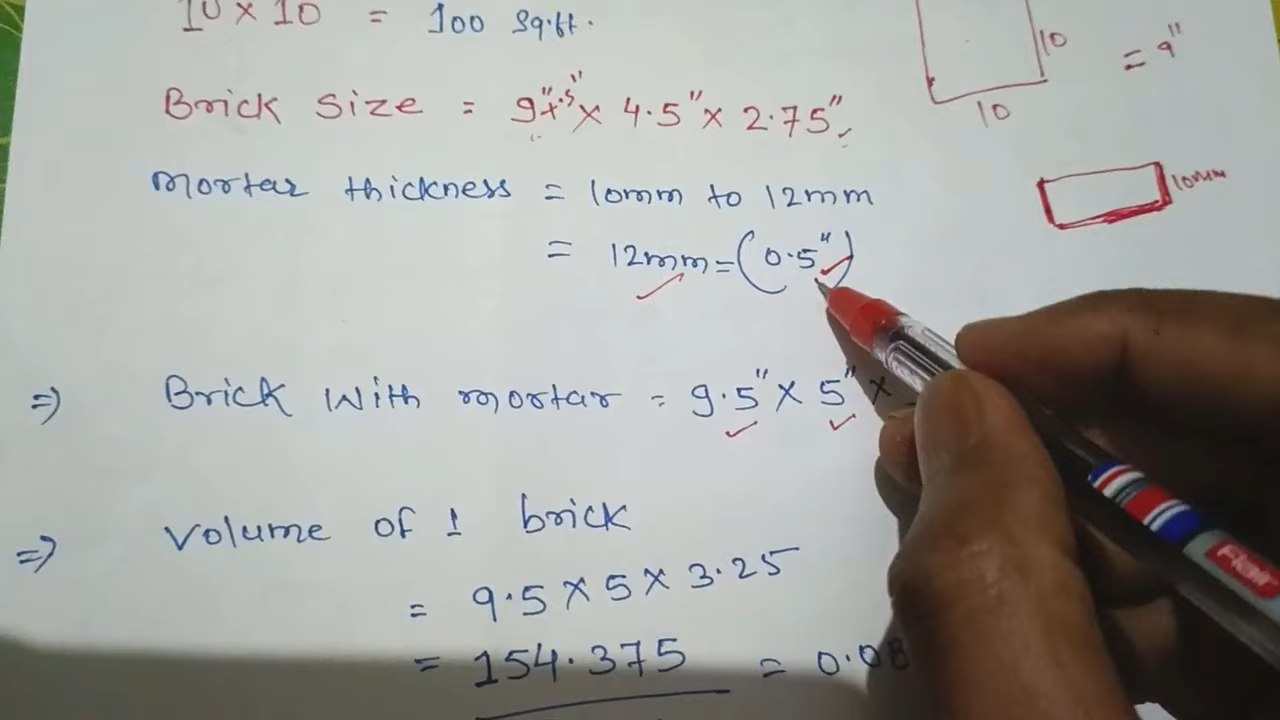 10 × 10 = 100 sq.ft.
10
10
= 9"
Brick size = 9"+.5" × 4.5" × 2.75"
mortar thickness = 10mm to 12mm
10mm
= 12mm = (0.5")
⇒ Brick With mortar = 9.5" × 5" ×
⇒ Volume of 1 brick
= 9.5 × 5 × 3.25
= 154.375 = 0.08
Flair